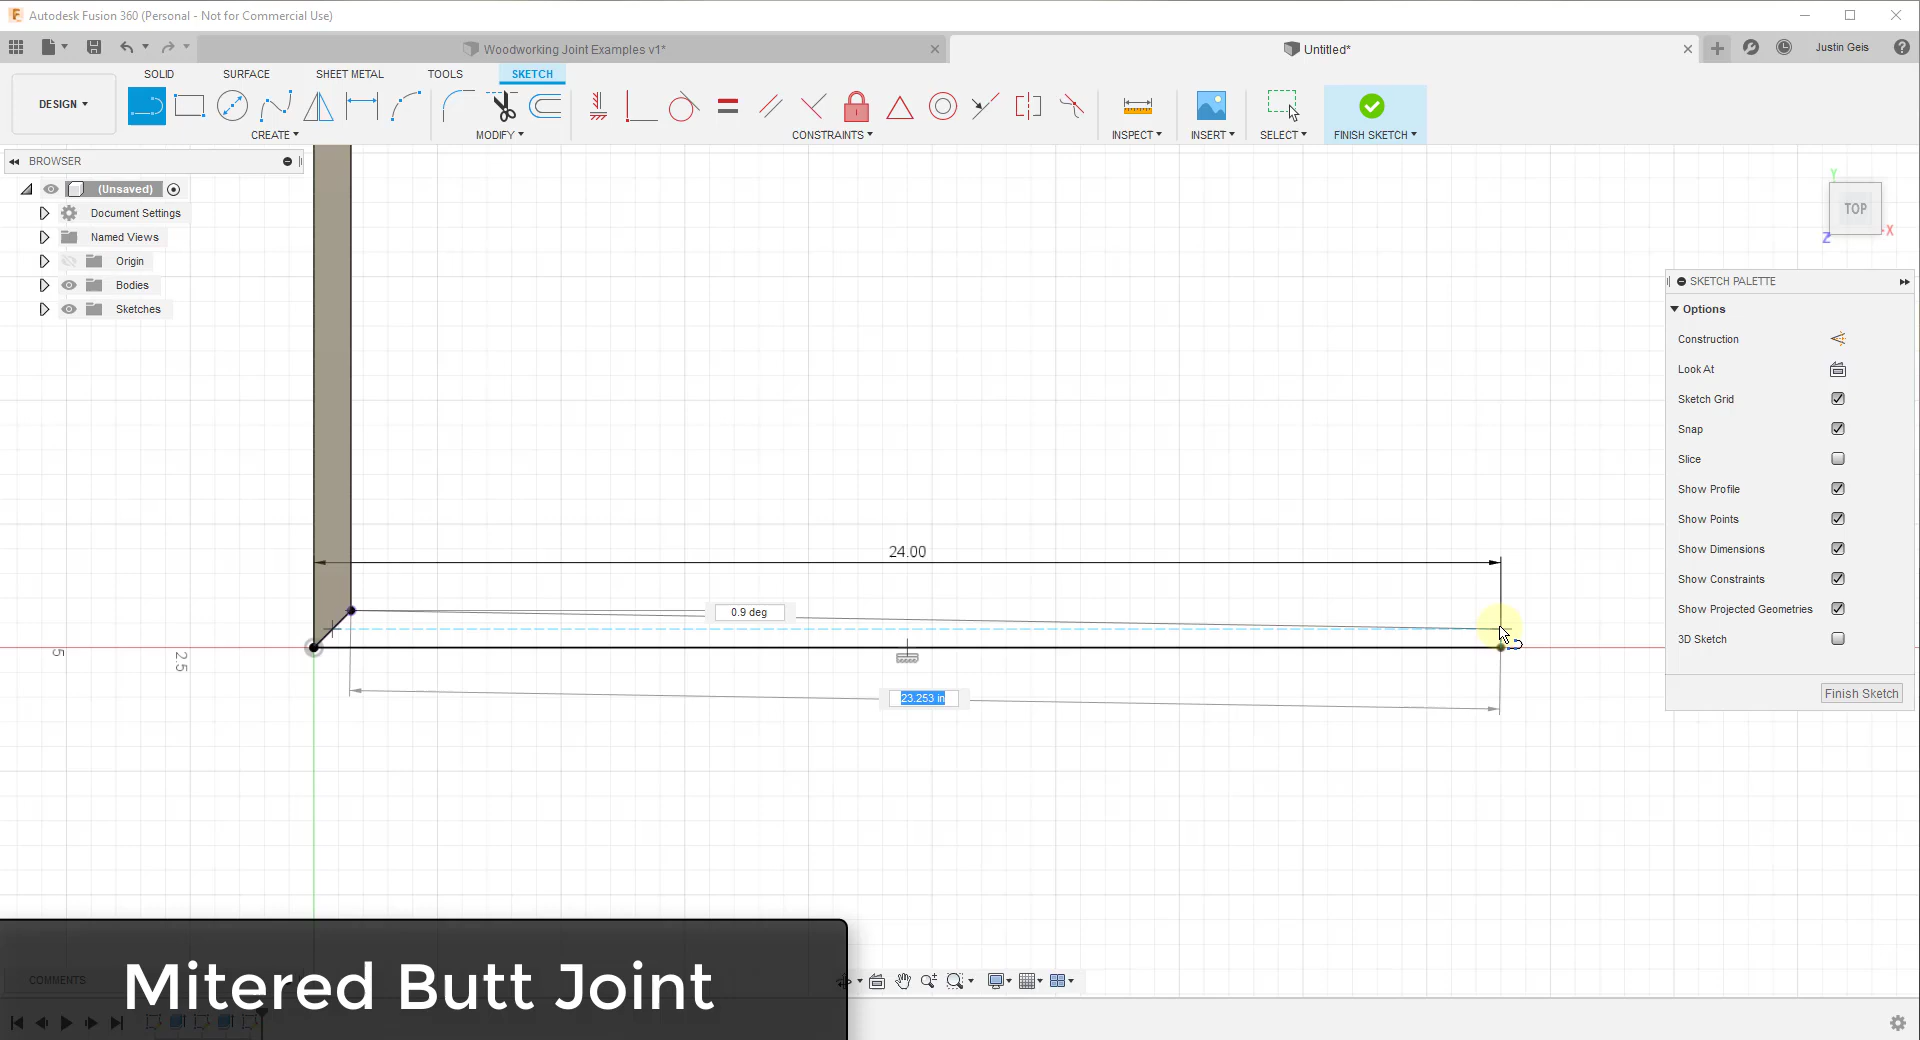 Autodesk Fusion 360 (Personal - Not for Commercial Use)
Woodworking Joint Examples v1*
Untitled*
Justin Geis
SOLID
SURFACE
SHEET METAL
TOOLS
SKETCH
DESIGN
CREATE
MODIFY
CONSTRAINTS
INSPECT
INSERT
SELECT
FINISH SKETCH
BROWSER
(Unsaved)
Document Settings
Named Views
Origin
Bodies
Sketches
Y
TOP
X
Z
SKETCH PALETTE
Options
Construction
Look At
Sketch Grid
Snap
Slice
Show Profile
Show Points
Show Dimensions
Show Constraints
Show Projected Geometries
3D Sketch
Finish Sketch
24.00
0.9 deg
5
2.5
23.253 in
COMMENTS
Mitered Butt Joint